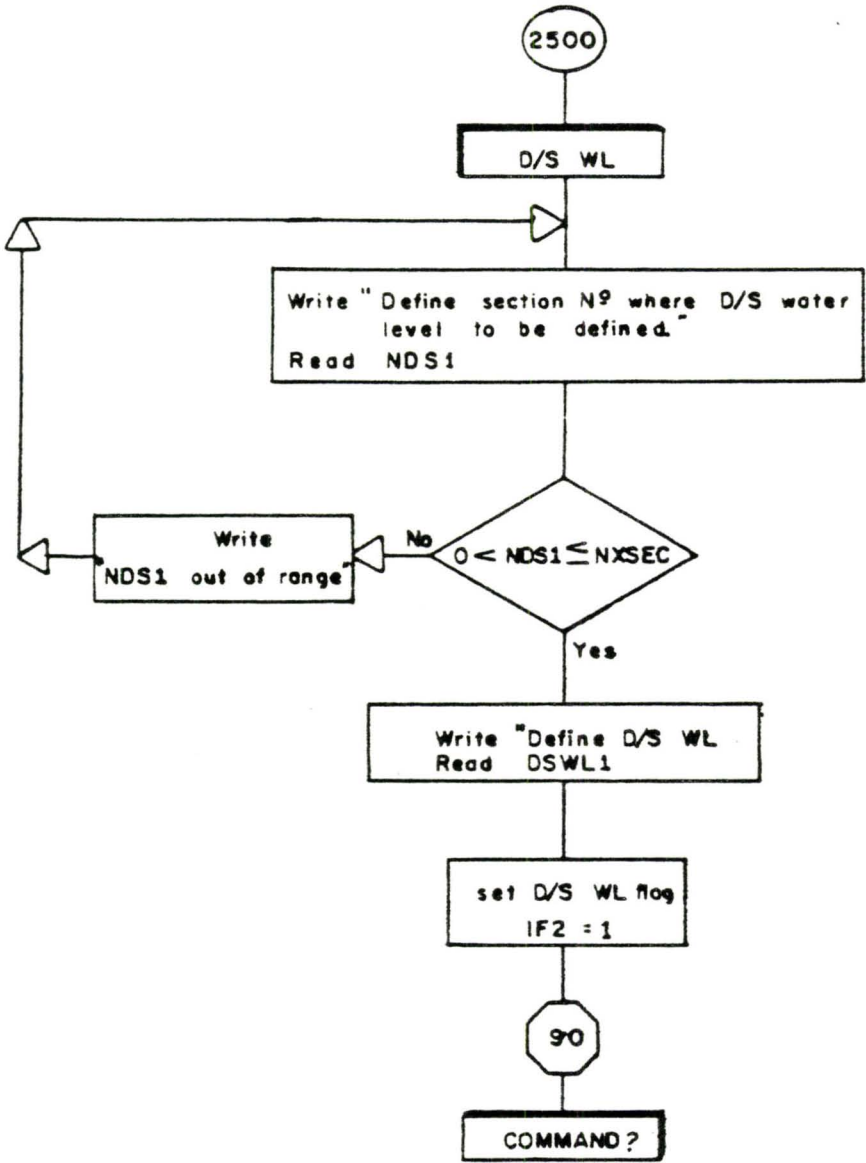 2500
D/S WL
Write "Define section Nº where D/S water
level to be defined."
Read NDS1
0 < NDS1 ≤ NXSEC
No
Write
"NDS1 out of range"
Yes
Write "Define D/S WL
Read DSWL1
set D/S WL flag
IF2 = 1
90
COMMAND?